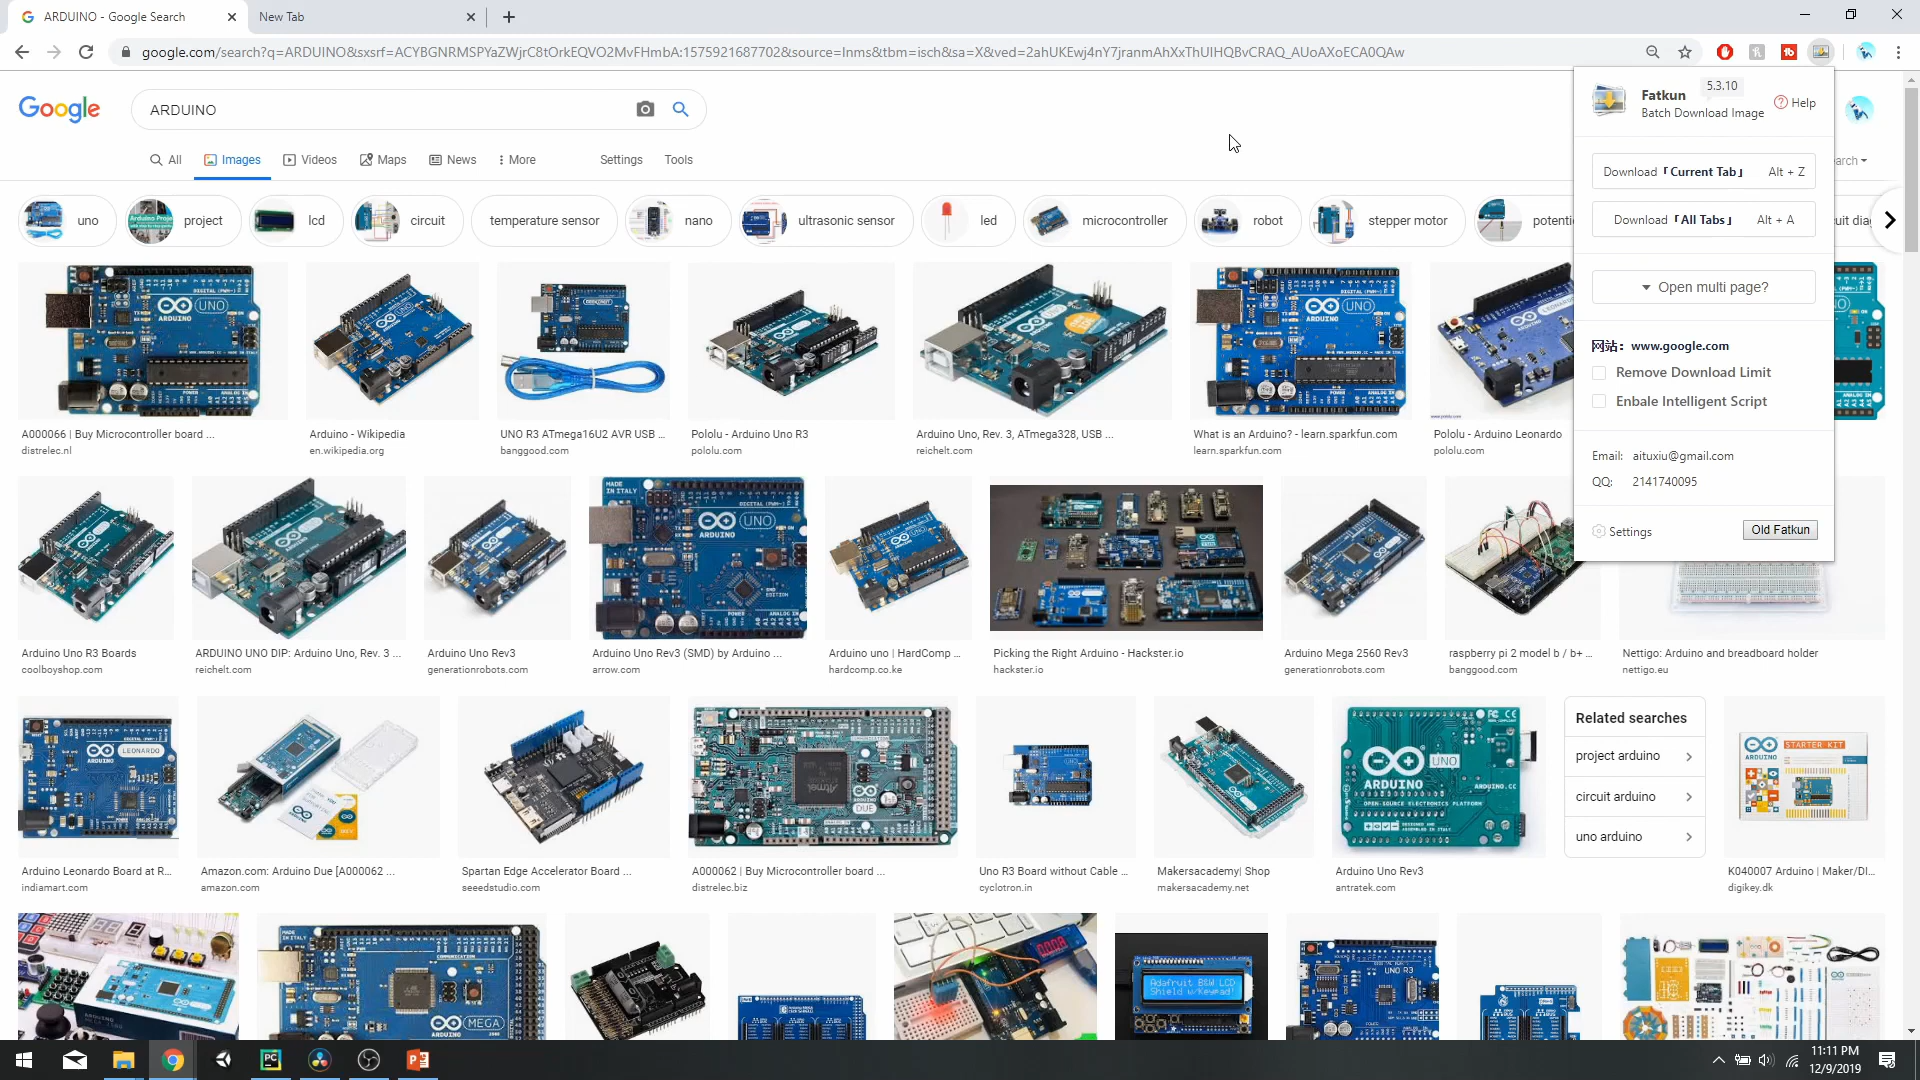 ARDUINO - Google Search
New Tab
google.com/search?q=ARDUINO&sxsrf=ACYBGNRMSPYaZWjrC8tOrkEQVO2MvFHmbA:1575921687702&source=lnms&tbm=isch&sa=X&ved=2ahUKEwj4nY7jranmAhXxThUIHQBvCRAQ_AUoAXoECA0QAw
Google
ARDUINO
All
Images
Videos
Maps
News
More
Settings
Tools
Fatkun
5.3.10
Batch Download Image
Help
Download「Current Tab」 Alt + Z
Download「All Tabs」 Alt + A
Open multi page?
网站：www.google.com
Remove Download Limit
Enbale Intelligent Script
Email: aituxiu@gmail.com
QQ: 2141740095
Settings
Old Fatkun
uno
project
lcd
circuit
temperature sensor
nano
ultrasonic sensor
led
microcontroller
robot
stepper motor
A000066 | Buy Microcontroller board ...
distrelec.nl
Arduino - Wikipedia
en.wikipedia.org
UNO R3 ATmega16U2 AVR USB ...
banggood.com
Pololu - Arduino Uno R3
pololu.com
Arduino Uno, Rev. 3, ATmega328, USB ...
reichelt.com
What is an Arduino? - learn.sparkfun.com
learn.sparkfun.com
Pololu - Arduino Leonardo
pololu.com
Arduino Uno R3 Boards
coolboyshop.com
ARDUINO UNO DIP: Arduino Uno, Rev. 3 ...
reichelt.com
Arduino Uno Rev3
generationrobots.com
Arduino Uno Rev3 (SMD) by Arduino ...
arrow.com
Arduino uno | HardComp ...
hardcomp.co.ke
Picking the Right Arduino - Hackster.io
hackster.io
Arduino Mega 2560 Rev3
generationrobots.com
raspberry pi 2 model b / b+ ...
banggood.com
Nettigo: Arduino and breadboard holder
nettigo.eu
Arduino Leonardo Board at R...
indiamart.com
Amazon.com: Arduino Due [A000062 ...
amazon.com
Spartan Edge Accelerator Board ...
seeedstudio.com
A000062 | Buy Microcontroller board ...
distrelec.biz
Uno R3 Board without Cable ...
cyclotron.in
Makersacademy| Shop
makersacademy.net
Arduino Uno Rev3
antratek.com
Related searches
project arduino
circuit arduino
uno arduino
K040007 Arduino | Maker/DI...
digikey.dk
Adafruit B&W LCD
Shield w/Keypad!
11:11 PM
12/9/2019